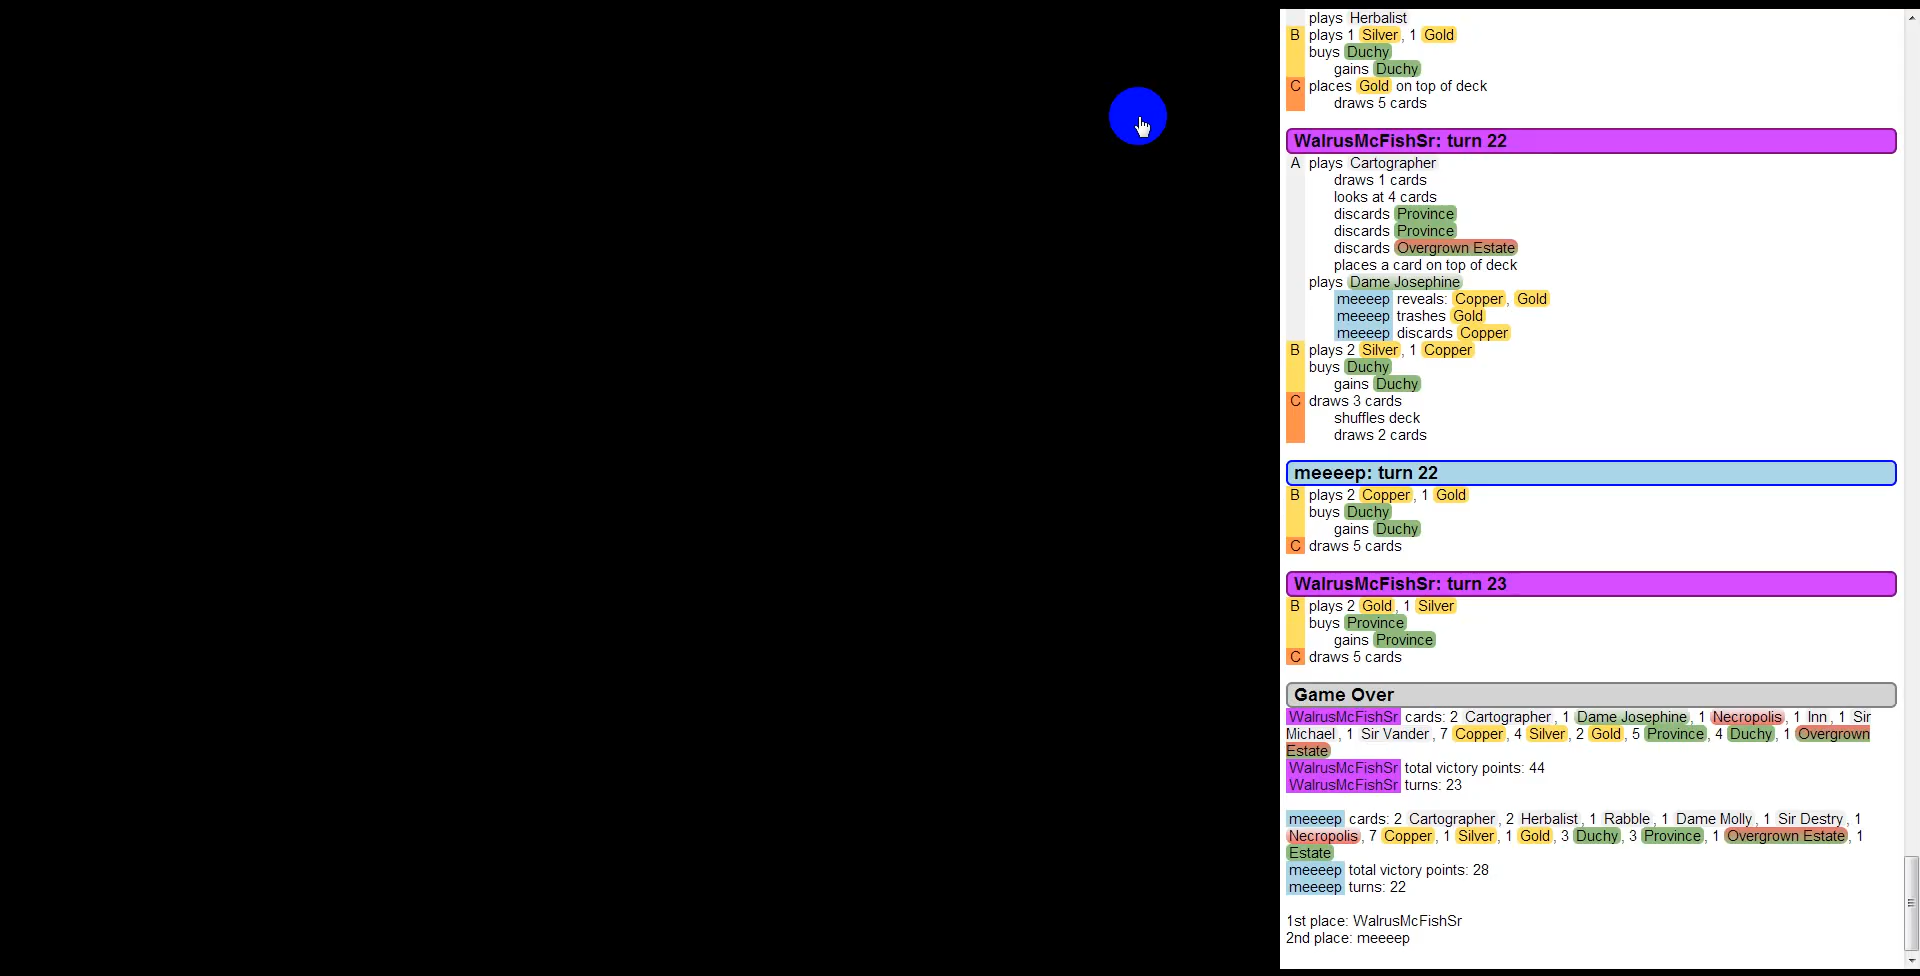 plays Herbalist
B plays 1 Silver, 1 Gold
buys Duchy
gains Duchy
C places Gold on top of deck
draws 5 cards
WalrusMcFishSr: turn 22
A plays Cartographer
draws 1 cards
looks at 4 cards
discards Province
discards Province
discards Overgrown Estate
places a card on top of deck
plays Dame Josephine
meeeep reveals: Copper, Gold
meeeep trashes Gold
meeeep discards Copper
B plays 2 Silver, 1 Copper
buys Duchy
gains Duchy
C draws 3 cards
shuffles deck
draws 2 cards
meeeep: turn 22
B plays 2 Copper, 1 Gold
buys Duchy
gains Duchy
C draws 5 cards
WalrusMcFishSr: turn 23
B plays 2 Gold, 1 Silver
buys Province
gains Province
C draws 5 cards
Game Over
WalrusMcFishSr cards: 2 Cartographer, 1 Dame Josephine, 1 Necropolis, 1 Inn, 1 Sir
Michael, 1 Sir Vander, 7 Copper, 4 Silver, 2 Gold, 5 Province, 4 Duchy, 1 Overgrown
Estate
WalrusMcFishSr total victory points: 44
WalrusMcFishSr turns: 23
meeeep cards: 2 Cartographer, 2 Herbalist, 1 Rabble, 1 Dame Molly, 1 Sir Destry, 1
Necropolis, 7 Copper, 1 Silver, 1 Gold, 3 Duchy, 3 Province, 1 Overgrown Estate, 1
Estate
meeeep total victory points: 28
meeeep turns: 22
1st place: WalrusMcFishSr
2nd place: meeeep